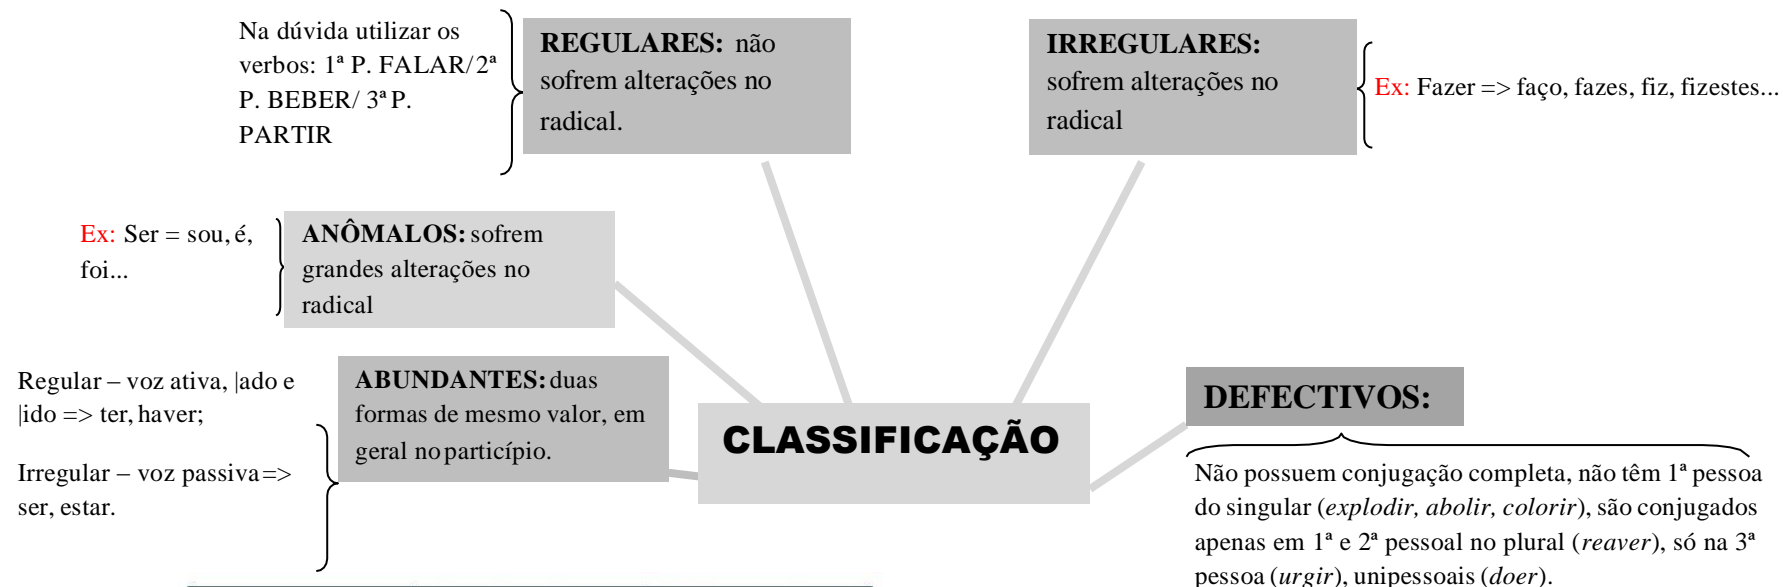 Na dúvida utilizar os
verbos: 1ª P. FALAR/2ª
P. BEBER/ 3ª P.
PARTIR
REGULARES: não
sofrem alterações no
radical.
IRREGULARES:
sofrem alterações no
radical
Ex: Fazer => faço, fazes, fiz, fizestes...
Ex: Ser = sou, é,
foi...
ANÔMALOS: sofrem
grandes alterações no
radical
Regular – voz ativa, |ado e
|ido => ter, haver;
Irregular – voz passiva =>
ser, estar.
ABUNDANTES: duas
formas de mesmo valor, em
geral no particípio.
CLASSIFICAÇÃO
DEFECTIVOS:
Não possuem conjugação completa, não têm 1ª pessoa
do singular (explodir, abolir, colorir), são conjugados
apenas em 1ª e 2ª pessoal no plural (reaver), só na 3ª
pessoa (urgir), unipessoais (doer).